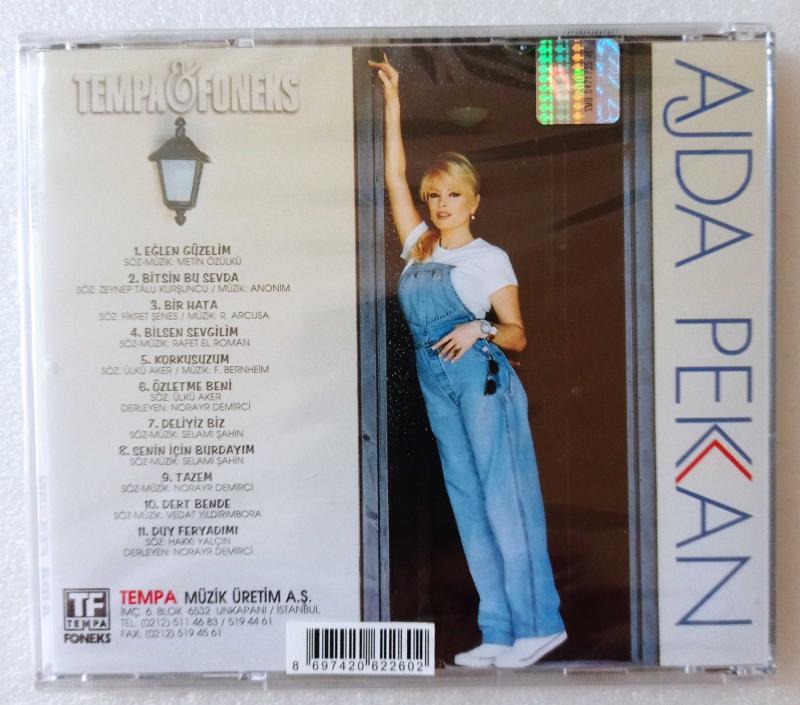 TEMPA & FONEKS
1. EĞLEN GÜZELİM
SÖZ-MÜZİK: METİN ÖZÜLKÜ
2. BİTSİN BU SEVDA
SÖZ: ZEYNEP TALU KURŞUNCU / MÜZİK: ANONİM
3. BİR HATA
SÖZ: FİKRET ŞENES / MÜZİK: R. ARCUSA
4. BİLSEN SEVGİLİM
SÖZ-MÜZİK: RAFET EL ROMAN
5. KORKUSUZUM
SÖZ: ÜLKÜ AKER / MÜZİK: F. BERNHEİM
6. ÖZLETME BENİ
SÖZ: ÜLKÜ AKER
DERLEYEN: NORAYR DEMİRCİ
7. DELİYİZ BİZ
SÖZ-MÜZİK: SELAMİ ŞAHİN
8. SENİN İÇİN BURDAYIM
SÖZ-MÜZİK: SELAMİ ŞAHİN
9. TAZEM
SÖZ-MÜZİK: NORAYR DEMİRCİ
10. DERT BENDE
SÖZ-MÜZİK: VEDAT YILDIRIMBORA
11. DUY FERYADIMI
SÖZ: HAKKI YALÇIN
DERLEYEN: NORAYR DEMİRCİ
TF
TEMPA
FONEKS
TEMPA MÜZİK ÜRETİM A.Ş.
İMÇ. 6. BLOK 6532 UNKAPANI / İSTANBUL
TEL: (0212) 511 46 83 / 519 44 61
FAX: (0212) 519 45 61
8 697420 622602
AJDA PEKKAN